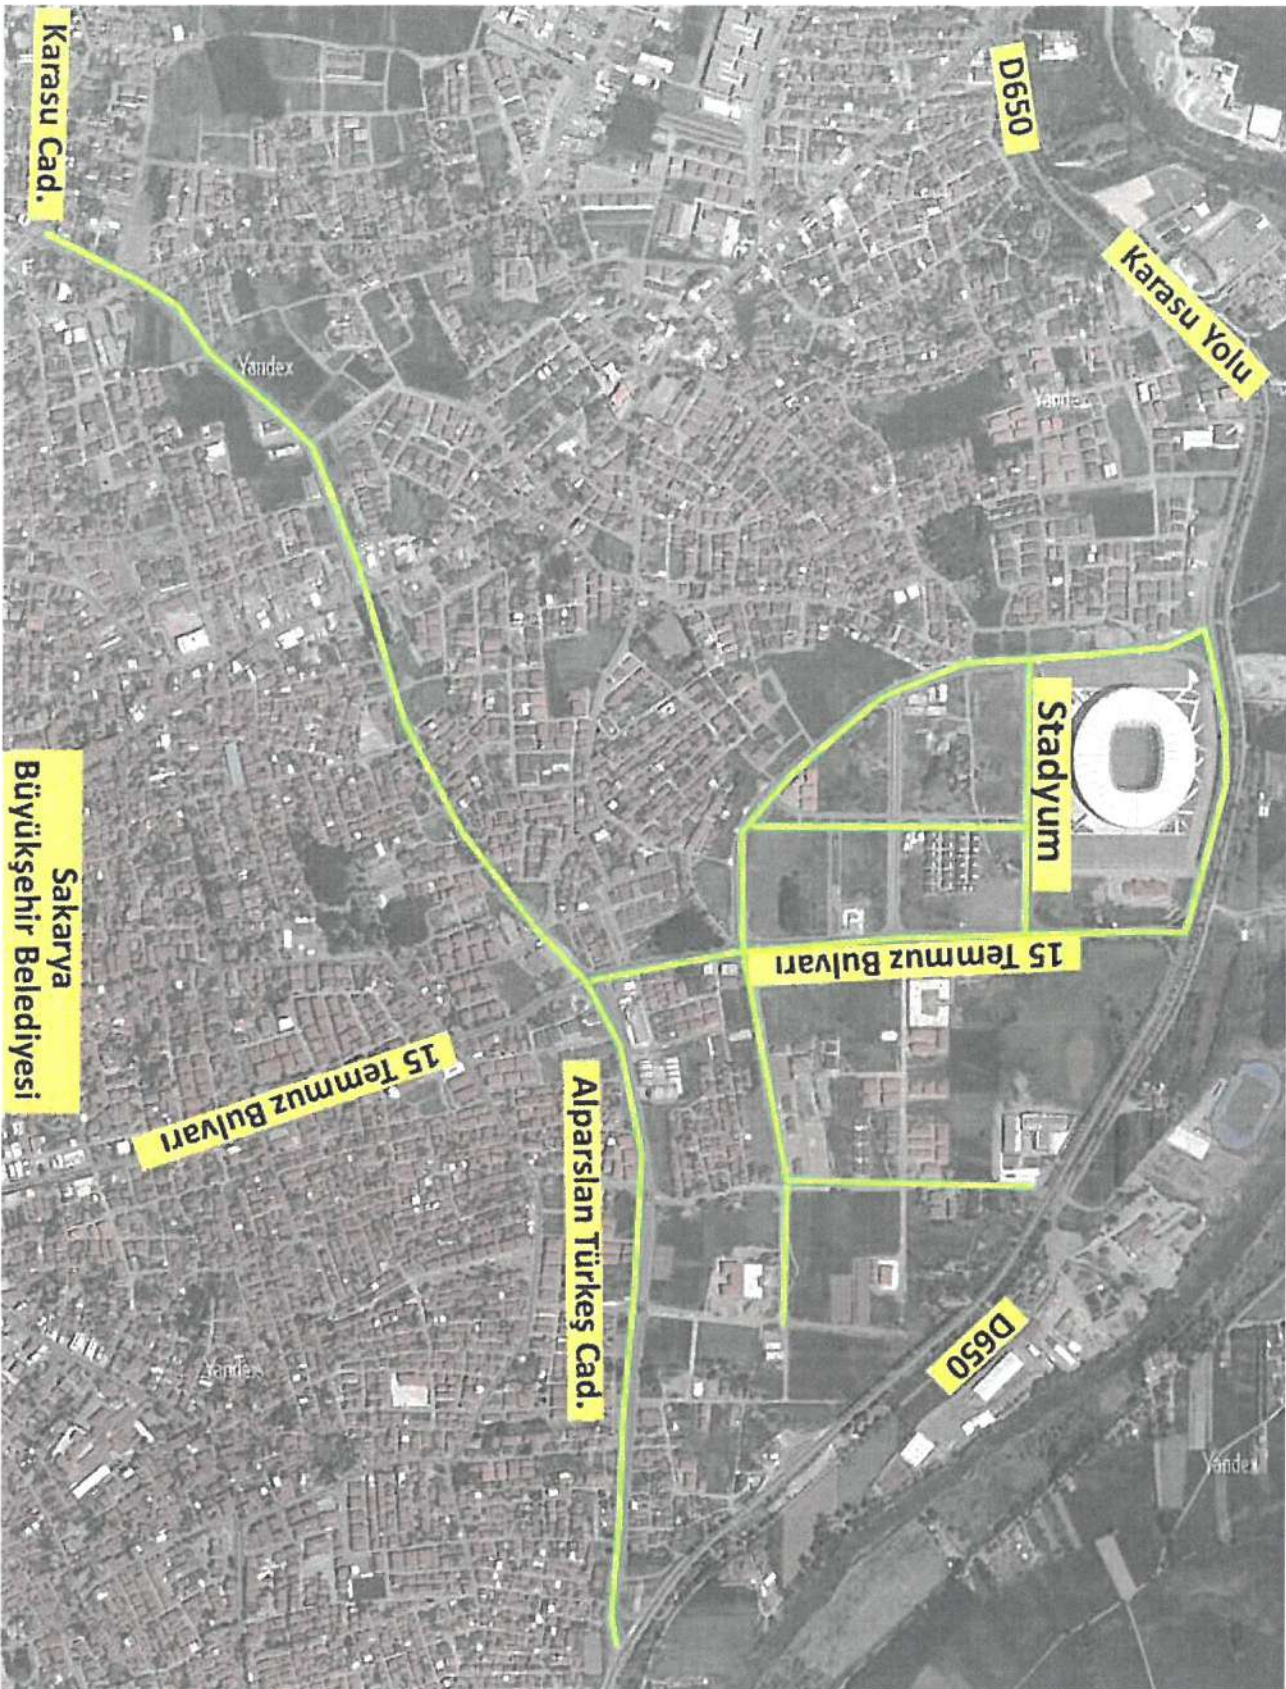 D650
Karasu Yolu
Karasu Cad.
Yandex
Yandex
Stadyum
15 Temmuz Bulvarı
Sakarya
Büyükşehir Belediyesi
15 Temmuz Bulvarı
Alparslan Türkeş Cad.
D650
Yandex
Yandex